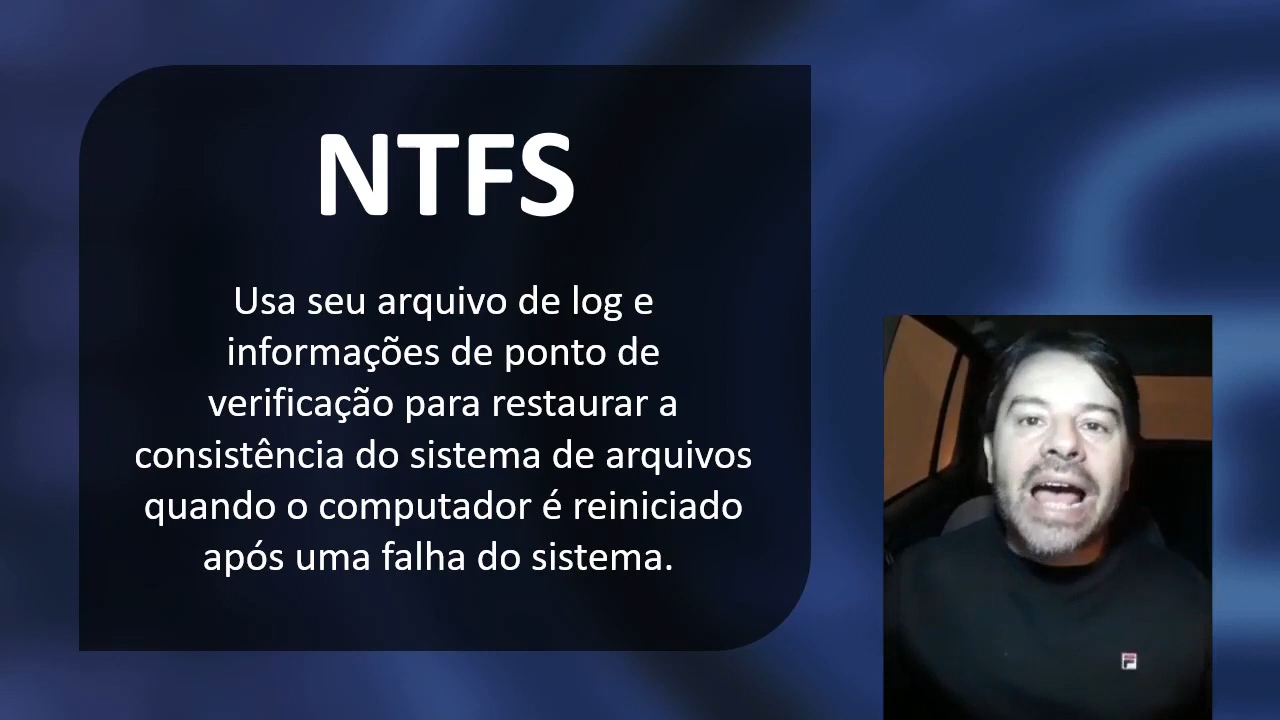 NTFS
Usa seu arquivo de log e
informações de ponto de
verificação para restaurar a
consistência do sistema de arquivos
quando o computador é reiniciado
após uma falha do sistema.